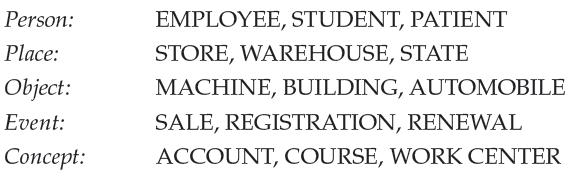 Person: EMPLOYEE, STUDENT, PATIENT
Place: STORE, WAREHOUSE, STATE
Object: MACHINE, BUILDING, AUTOMOBILE
Event: SALE, REGISTRATION, RENEWAL
Concept: ACCOUNT, COURSE, WORK CENTER